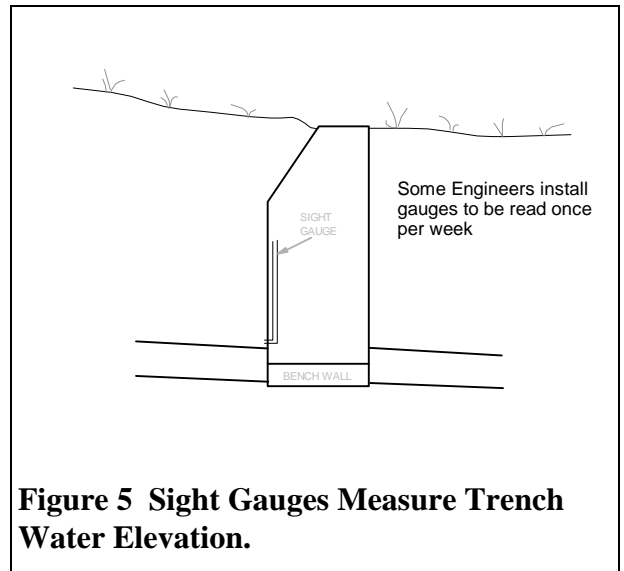 Some Engineers install
gauges to be read once
per week
SIGHT
GAUGE
BENCH WALL
Figure 5 Sight Gauges Measure Trench
Water Elevation.